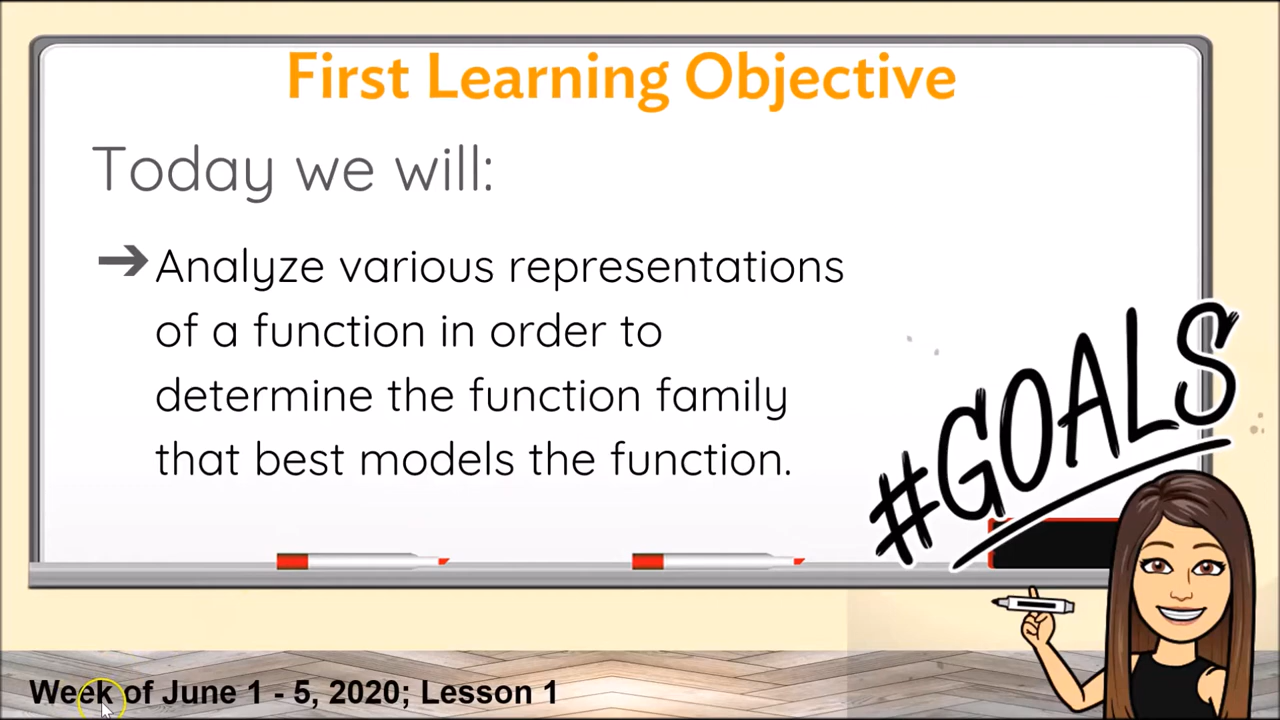 First Learning Objective
Today we will:
➔ Analyze various representations
of a function in order to
determine the function family
that best models the function.
#GOALS
Week of June 1 - 5, 2020; Lesson 1